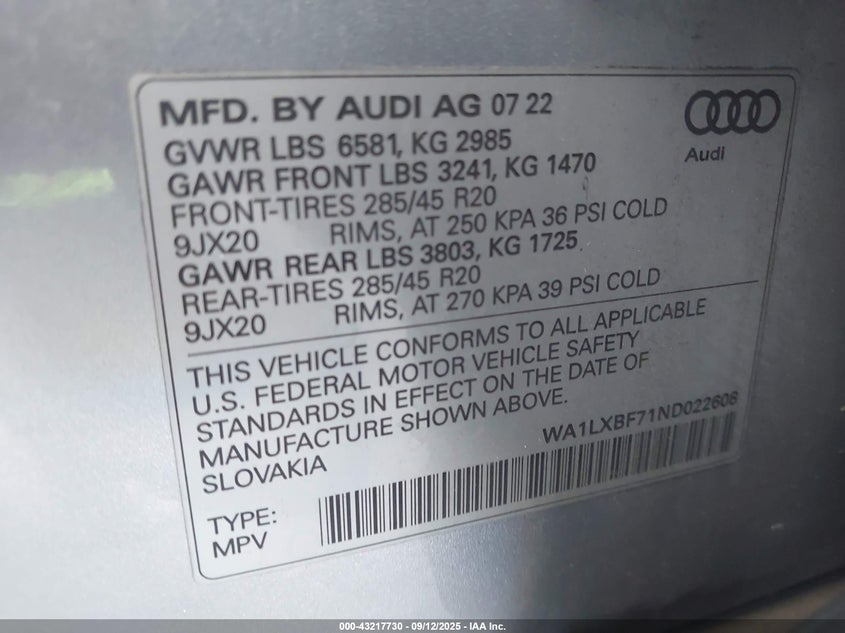 MFD. BY AUDI AG 07 22
Audi
GVWR LBS 6581, KG 2985
GAWR FRONT LBS 3241, KG 1470
FRONT-TIRES 285/45 R20
9JX20 RIMS, AT 250 KPA 36 PSI COLD
GAWR REAR LBS 3803, KG 1725
REAR-TIRES 285/45 R20
9JX20 RIMS, AT 270 KPA 39 PSI COLD
THIS VEHICLE CONFORMS TO ALL APPLICABLE
U.S. FEDERAL MOTOR VEHICLE SAFETY
STANDARDS IN EFFECT ON THE DATE OF
MANUFACTURE SHOWN ABOVE.
SLOVAKIA
WA1LXBF71ND022608
TYPE:
MPV
000-43217730 - 09/12/2025 - IAA Inc.